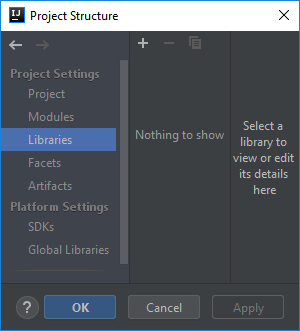 IJ Project Structure
Project Settings
Project
Modules
Libraries
Facets
Artifacts
Platform Settings
SDKs
Global Libraries
Nothing to show
Select a
library to
view or edit
its details
here
? OK Cancel Apply